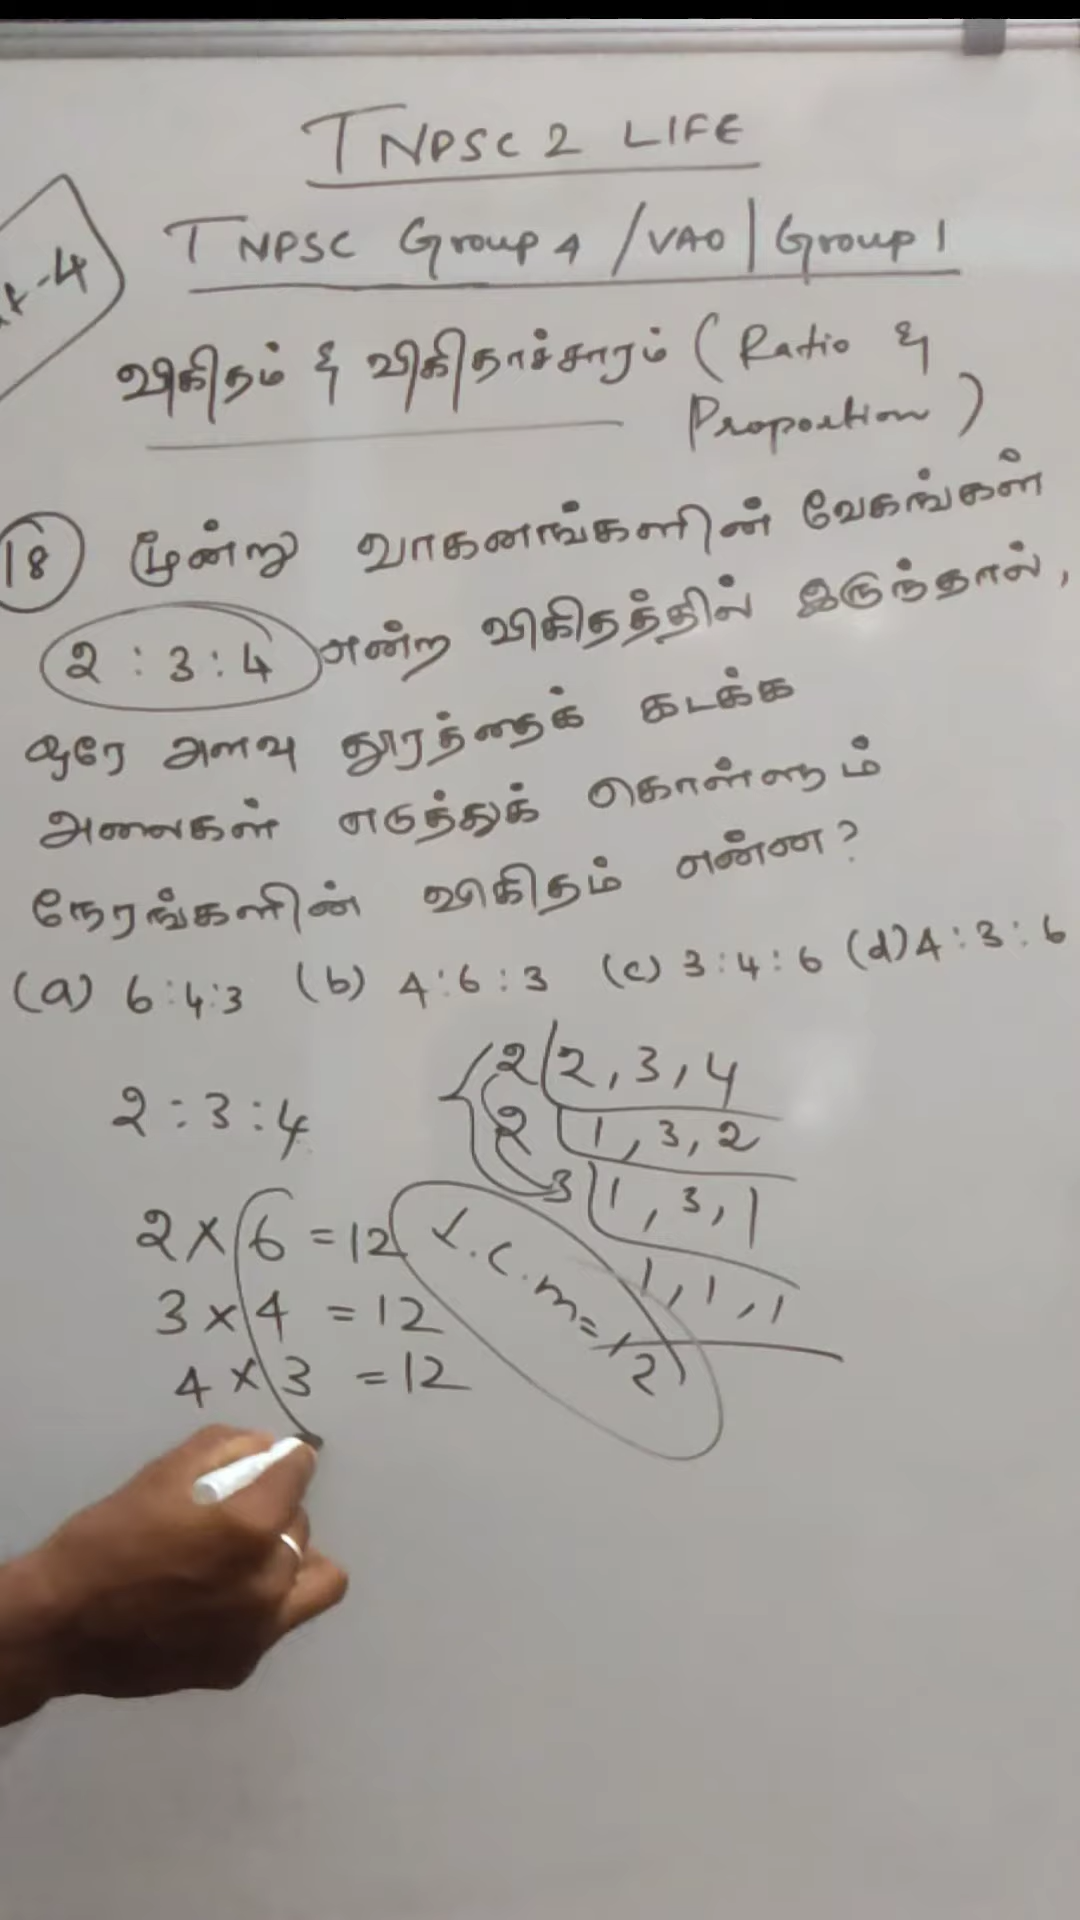 TNPSC 2 LIFE
TNPSC Group 4 /VAO | Group 1
-4
விகிதம் & விகிதாச்சாரம் (Ratio &
Proportion)
18 மூன்று வாகனங்களின் வேகங்கள்
2 : 3 : 4 என்ற விகிதத்தில் இருந்தால்,
ஒரே அளவு தூரத்தைக் கடக்க
அவைகள் எடுத்துக் கொள்ளும்
நேரங்களின் விகிதம் என்ன?
(a) 6:4:3 (b) 4:6:3 (c) 3:4:6 (d) 4:3:6
2 : 3 : 4
2 × 6 = 12
3 × 4 = 12
4 × 3 = 12
2 | 2, 3, 4
2 | 1, 3, 2
3 | 1, 3, 1
1, 1, 1
L.C.M = 12